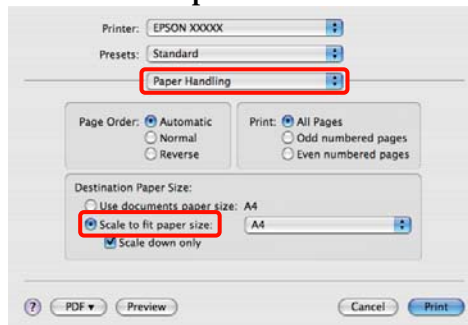 Printer: EPSON XXXXX
Presets: Standard
Paper Handling
Page Order: Automatic
Normal
Reverse
Print: All Pages
Odd numbered pages
Even numbered pages
Destination Paper Size:
Use documents paper size: A4
Scale to fit paper size: A4
Scale down only
? PDF ▼ Preview Cancel Print